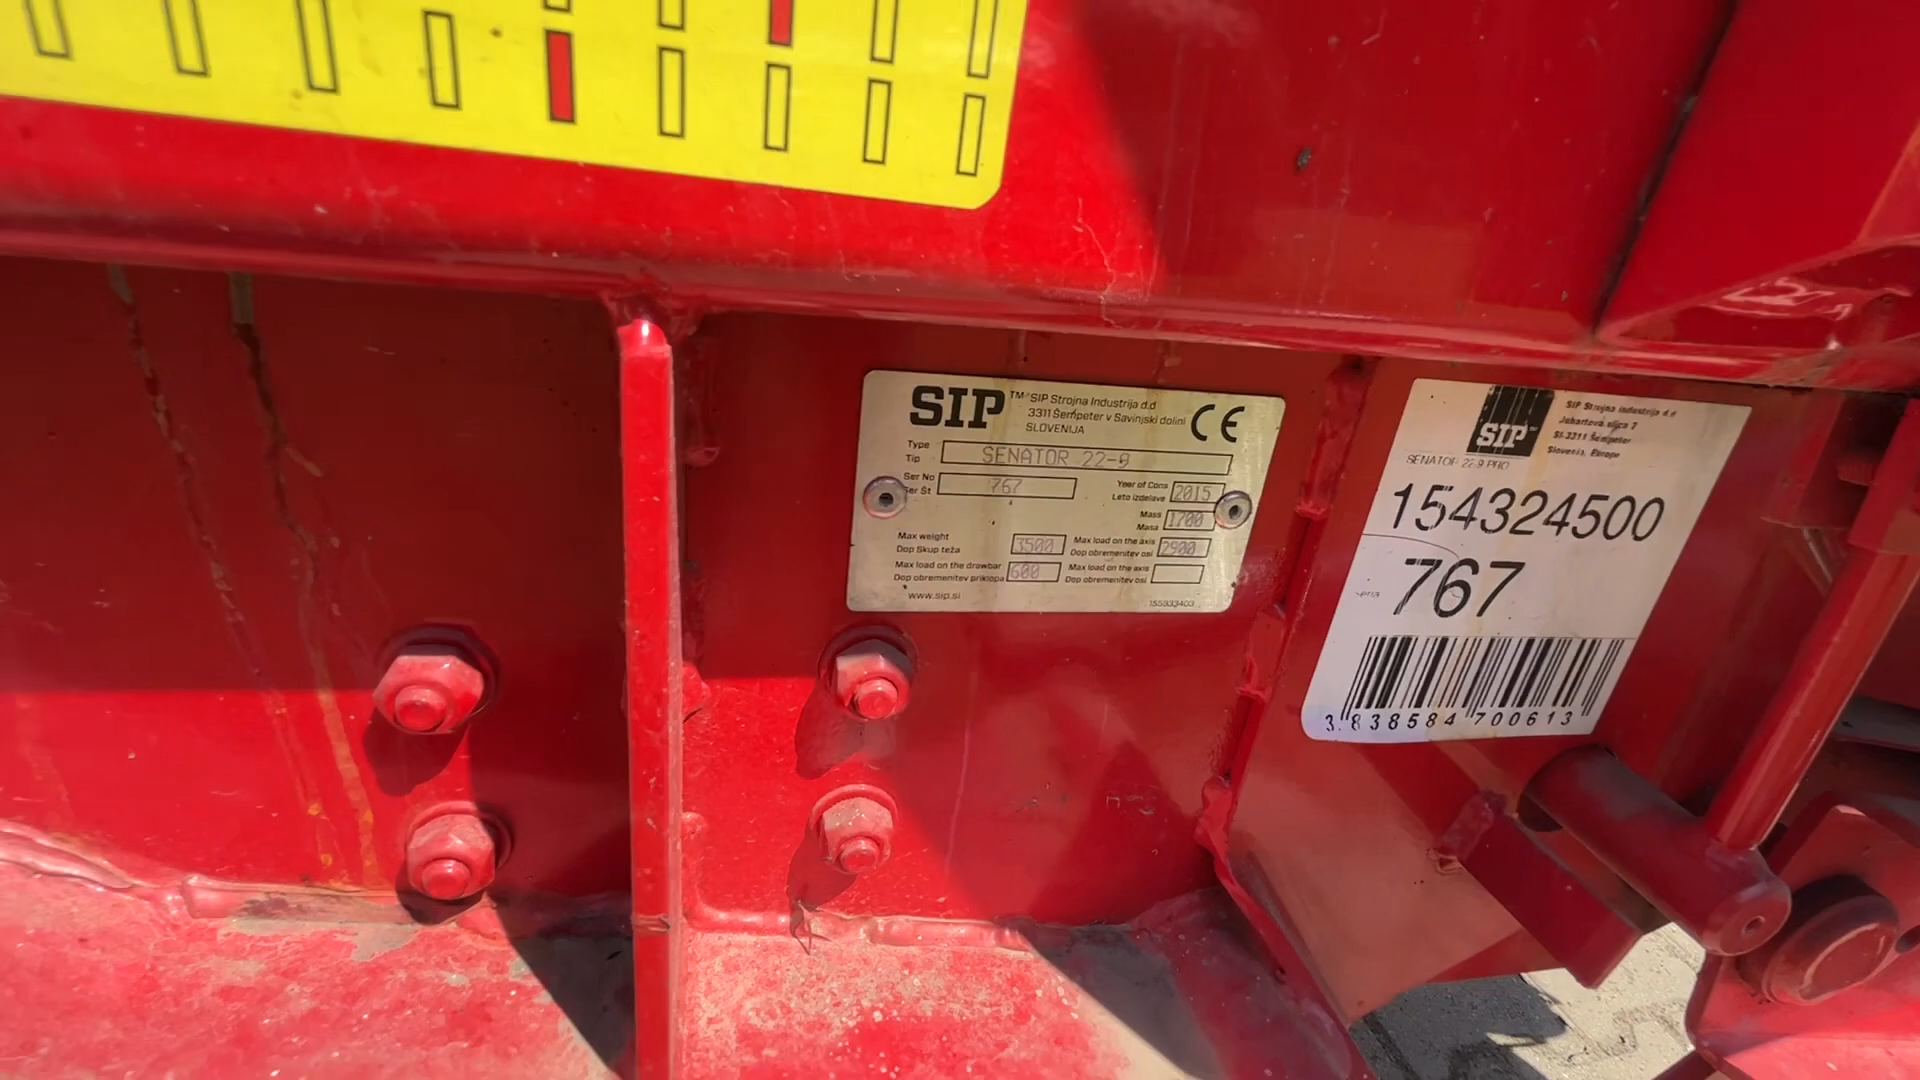 SIP™ SIP Strojna Industrija d.d
3311 Šempeter v Savinjski dolini
SLOVENIJA
CE
Type
Tip
SENATOR 22-9
Ser No
Ser Št
767
Year of Cons
Leto izdelave
2015
Mass
Masa
1700
Max weight
Dop Skup teža
3500
Max load on the axis
Dop obremenitev osi
2900
Max load on the drawbar
Dop obremenitev priklopa
600
Max load on the axis
Dop obremenitev osi
www.sip.si
155933403
SIP
SIP Strojna industrija d.d
Juhartova ulica 2
SI-3311 Šempeter
Slovenia, Europe
SENATOR 22-9 PRO
154324500
767
3 838584 700613